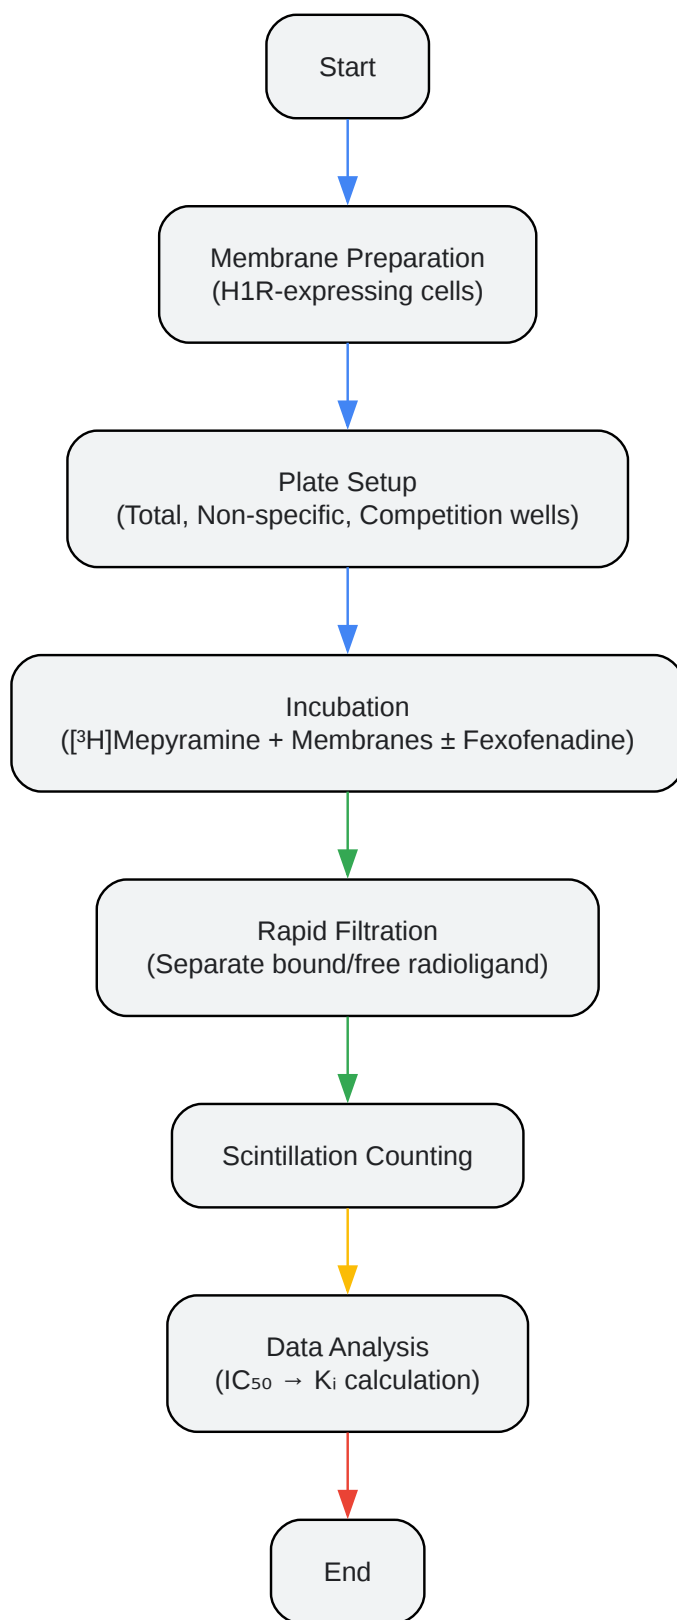 Start
Membrane Preparation
(H1R-expressing cells)
Plate Setup
(Total, Non-specific, Competition wells)
Incubation
([³H]Mepyramine + Membranes ± Fexofenadine)
Rapid Filtration
(Separate bound/free radioligand)
Scintillation Counting
Data Analysis
(IC₅₀ → Kᵢ calculation)
End